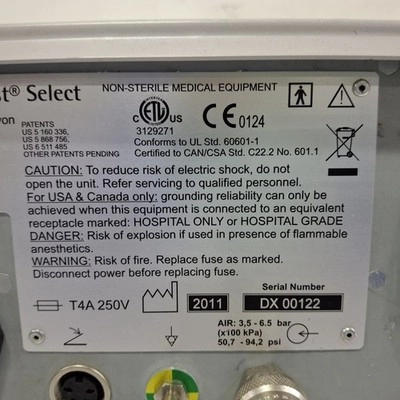 st® Select
NON-STERILE MEDICAL EQUIPMENT
von
PATENTS
US 5 160 336,
US 5 868 756,
US 6 511 485
OTHER PATENTS PENDING
ETL
C US
CE 0124
3129271
Conforms to UL Std. 60601-1
Certified to CAN/CSA Std. C22.2 No. 601.1
CAUTION: To reduce risk of electric shock, do not
open the unit. Refer servicing to qualified personnel.
For USA & Canada only: grounding reliability can only be
achieved when this equipment is connected to an equivalent
receptacle marked: HOSPITAL ONLY or HOSPITAL GRADE
DANGER: Risk of explosion if used in presence of flammable
anesthetics.
WARNING: Risk of fire. Replace fuse as marked.
Disconnect power before replacing fuse.
Serial Number
T4A 250V
2011
DX 00122
AIR: 3,5 - 6.5 bar
(x100 kPa)
50,7 - 94,2 psi